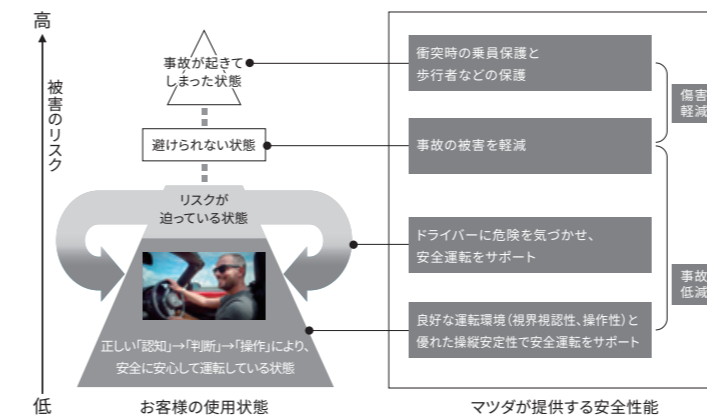 高
被害のリスク
低
事故が起きて
しまった状態
避けられない状態
リスクが
迫っている状態
正しい「認知」→「判断」→「操作」により、
安全に安心して運転している状態
お客様の使用状態
衝突時の乗員保護と
歩行者などの保護
事故の被害を軽減
ドライバーに危険を気づかせ、
安全運転をサポート
良好な運転環境（視界視認性、操作性）と
優れた操縦安定性で安全運転をサポート
傷害
軽減
事故
低減
マツダが提供する安全性能